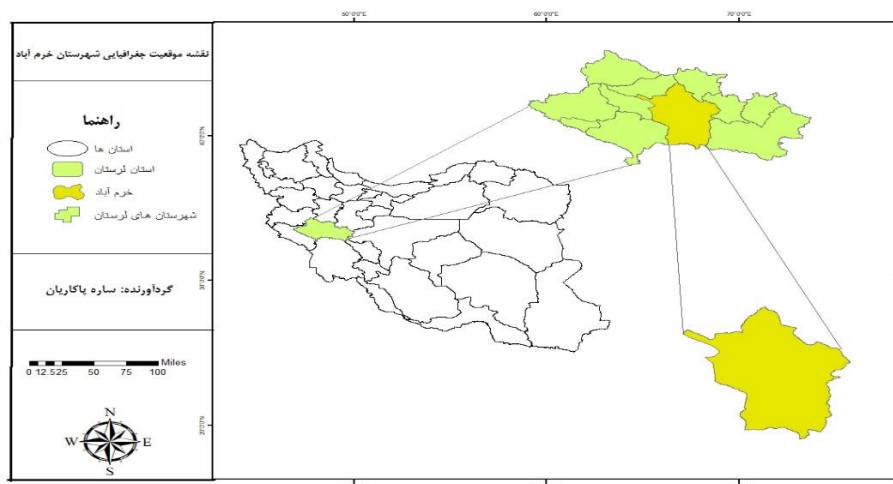 50°0'0"E 60°0'0"E 70°0'0"E
نقشه موقعیت جغرافیایی شهرستان خرم آباد
راهنما
استان ها
استان لرستان
خرم آباد
شهرستان های لرستان
گردآورنده: ساره پاکاریان
Miles
0 12.525 50 75 100
N
W E
S